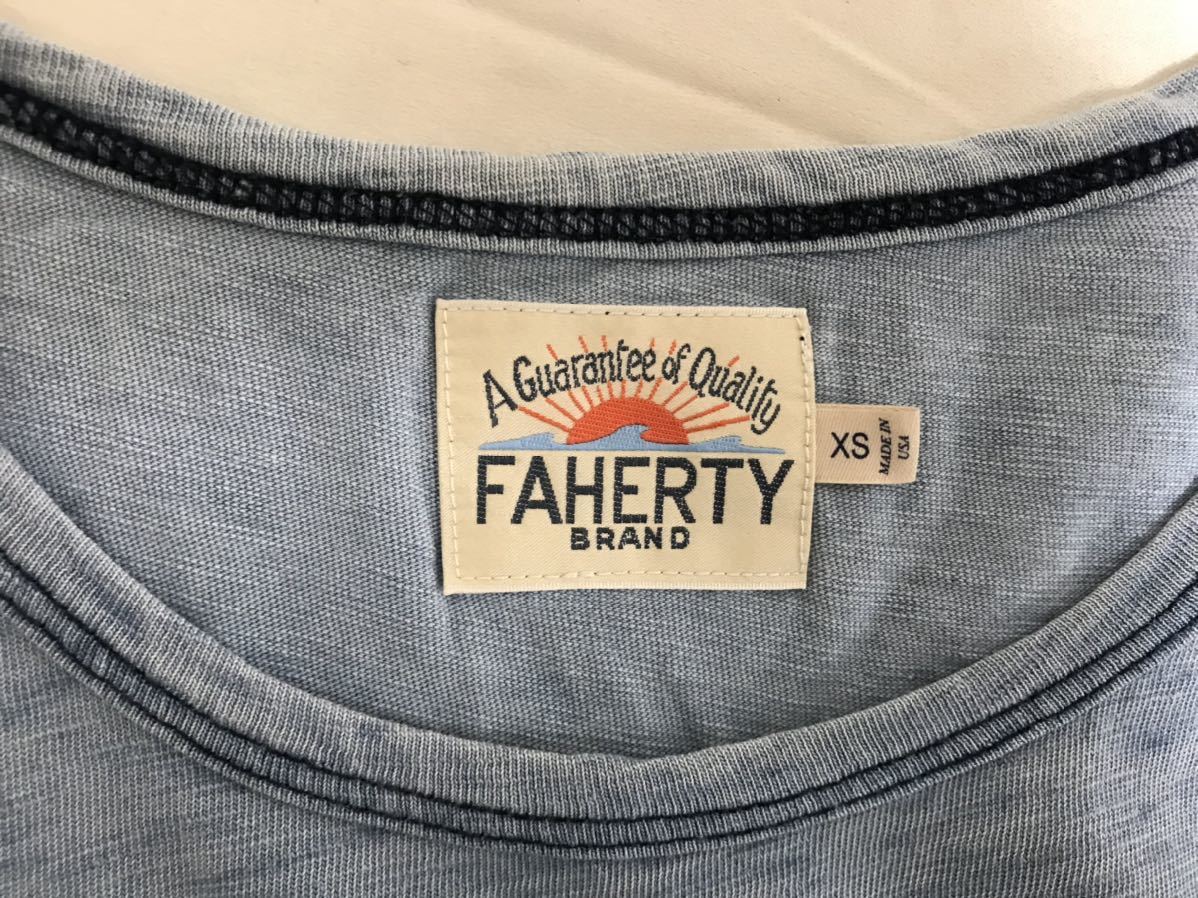 A Guarantee of Quality
FAHERTY
BRAND
XS
MADE IN
USA